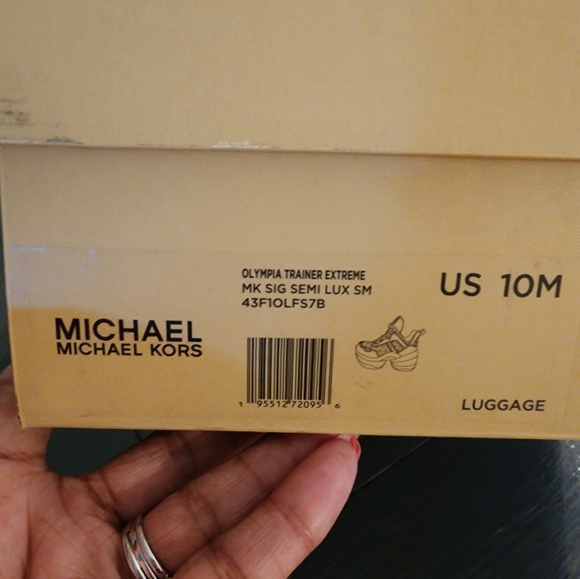 OLYMPIA TRAINER EXTREME
MK SIG SEMI LUX SM
43F1OLFS7B
US 10M
MICHAEL
MICHAEL KORS
1 95512 72095 6
LUGGAGE